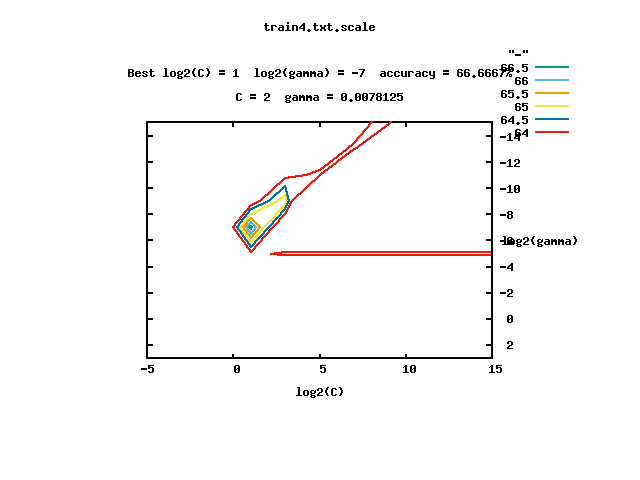 train4.txt.scale
"-"
Best log2(C) = 1  log2(gamma) = -7  accuracy = 66.6667%
C = 2  gamma = 0.0078125
66.5
66
65.5
65
64.5
64
-14
-12
-10
-8
-6
log2(gamma)
-4
-2
0
2
-5 0 5 10 15
log2(C)